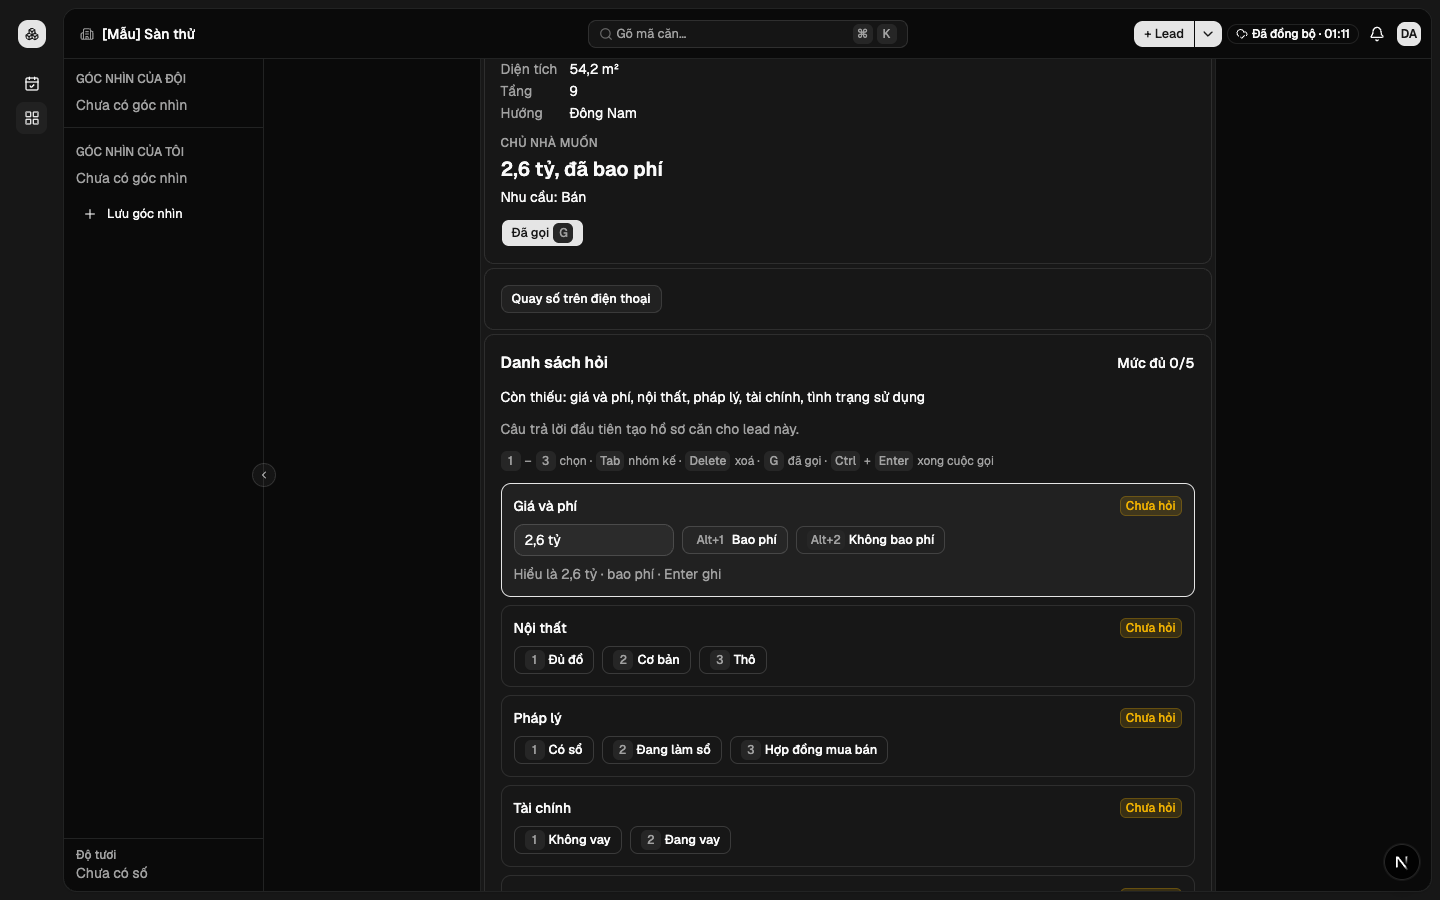 [Mẫu] Sàn thử
Gõ mã căn...
⌘ K
+ Lead
Đã đồng bộ · 01:11
DA
GÓC NHÌN CỦA ĐỘI
Chưa có góc nhìn
GÓC NHÌN CỦA TÔI
Chưa có góc nhìn
+ Lưu góc nhìn
Diện tích 54,2 m²
Tầng 9
Hướng Đông Nam
CHỦ NHÀ MUỐN
2,6 tỷ, đã bao phí
Nhu cầu: Bán
Đã gọi G
Quay số trên điện thoại
Danh sách hỏi
Mức đủ 0/5
Còn thiếu: giá và phí, nội thất, pháp lý, tài chính, tình trạng sử dụng
Câu trả lời đầu tiên tạo hồ sơ căn cho lead này.
1 – 3 chọn · Tab nhóm kế · Delete xoá · G đã gọi · Ctrl + Enter xong cuộc gọi
Giá và phí
Chưa hỏi
2,6 tỷ
Alt+1 Bao phí
Alt+2 Không bao phí
Hiểu là 2,6 tỷ · bao phí · Enter ghi
Nội thất
Chưa hỏi
1 Đủ đồ
2 Cơ bản
3 Thô
Pháp lý
Chưa hỏi
1 Có sổ
2 Đang làm sổ
3 Hợp đồng mua bán
Tài chính
Chưa hỏi
1 Không vay
2 Đang vay
Độ tươi
Chưa có số
N